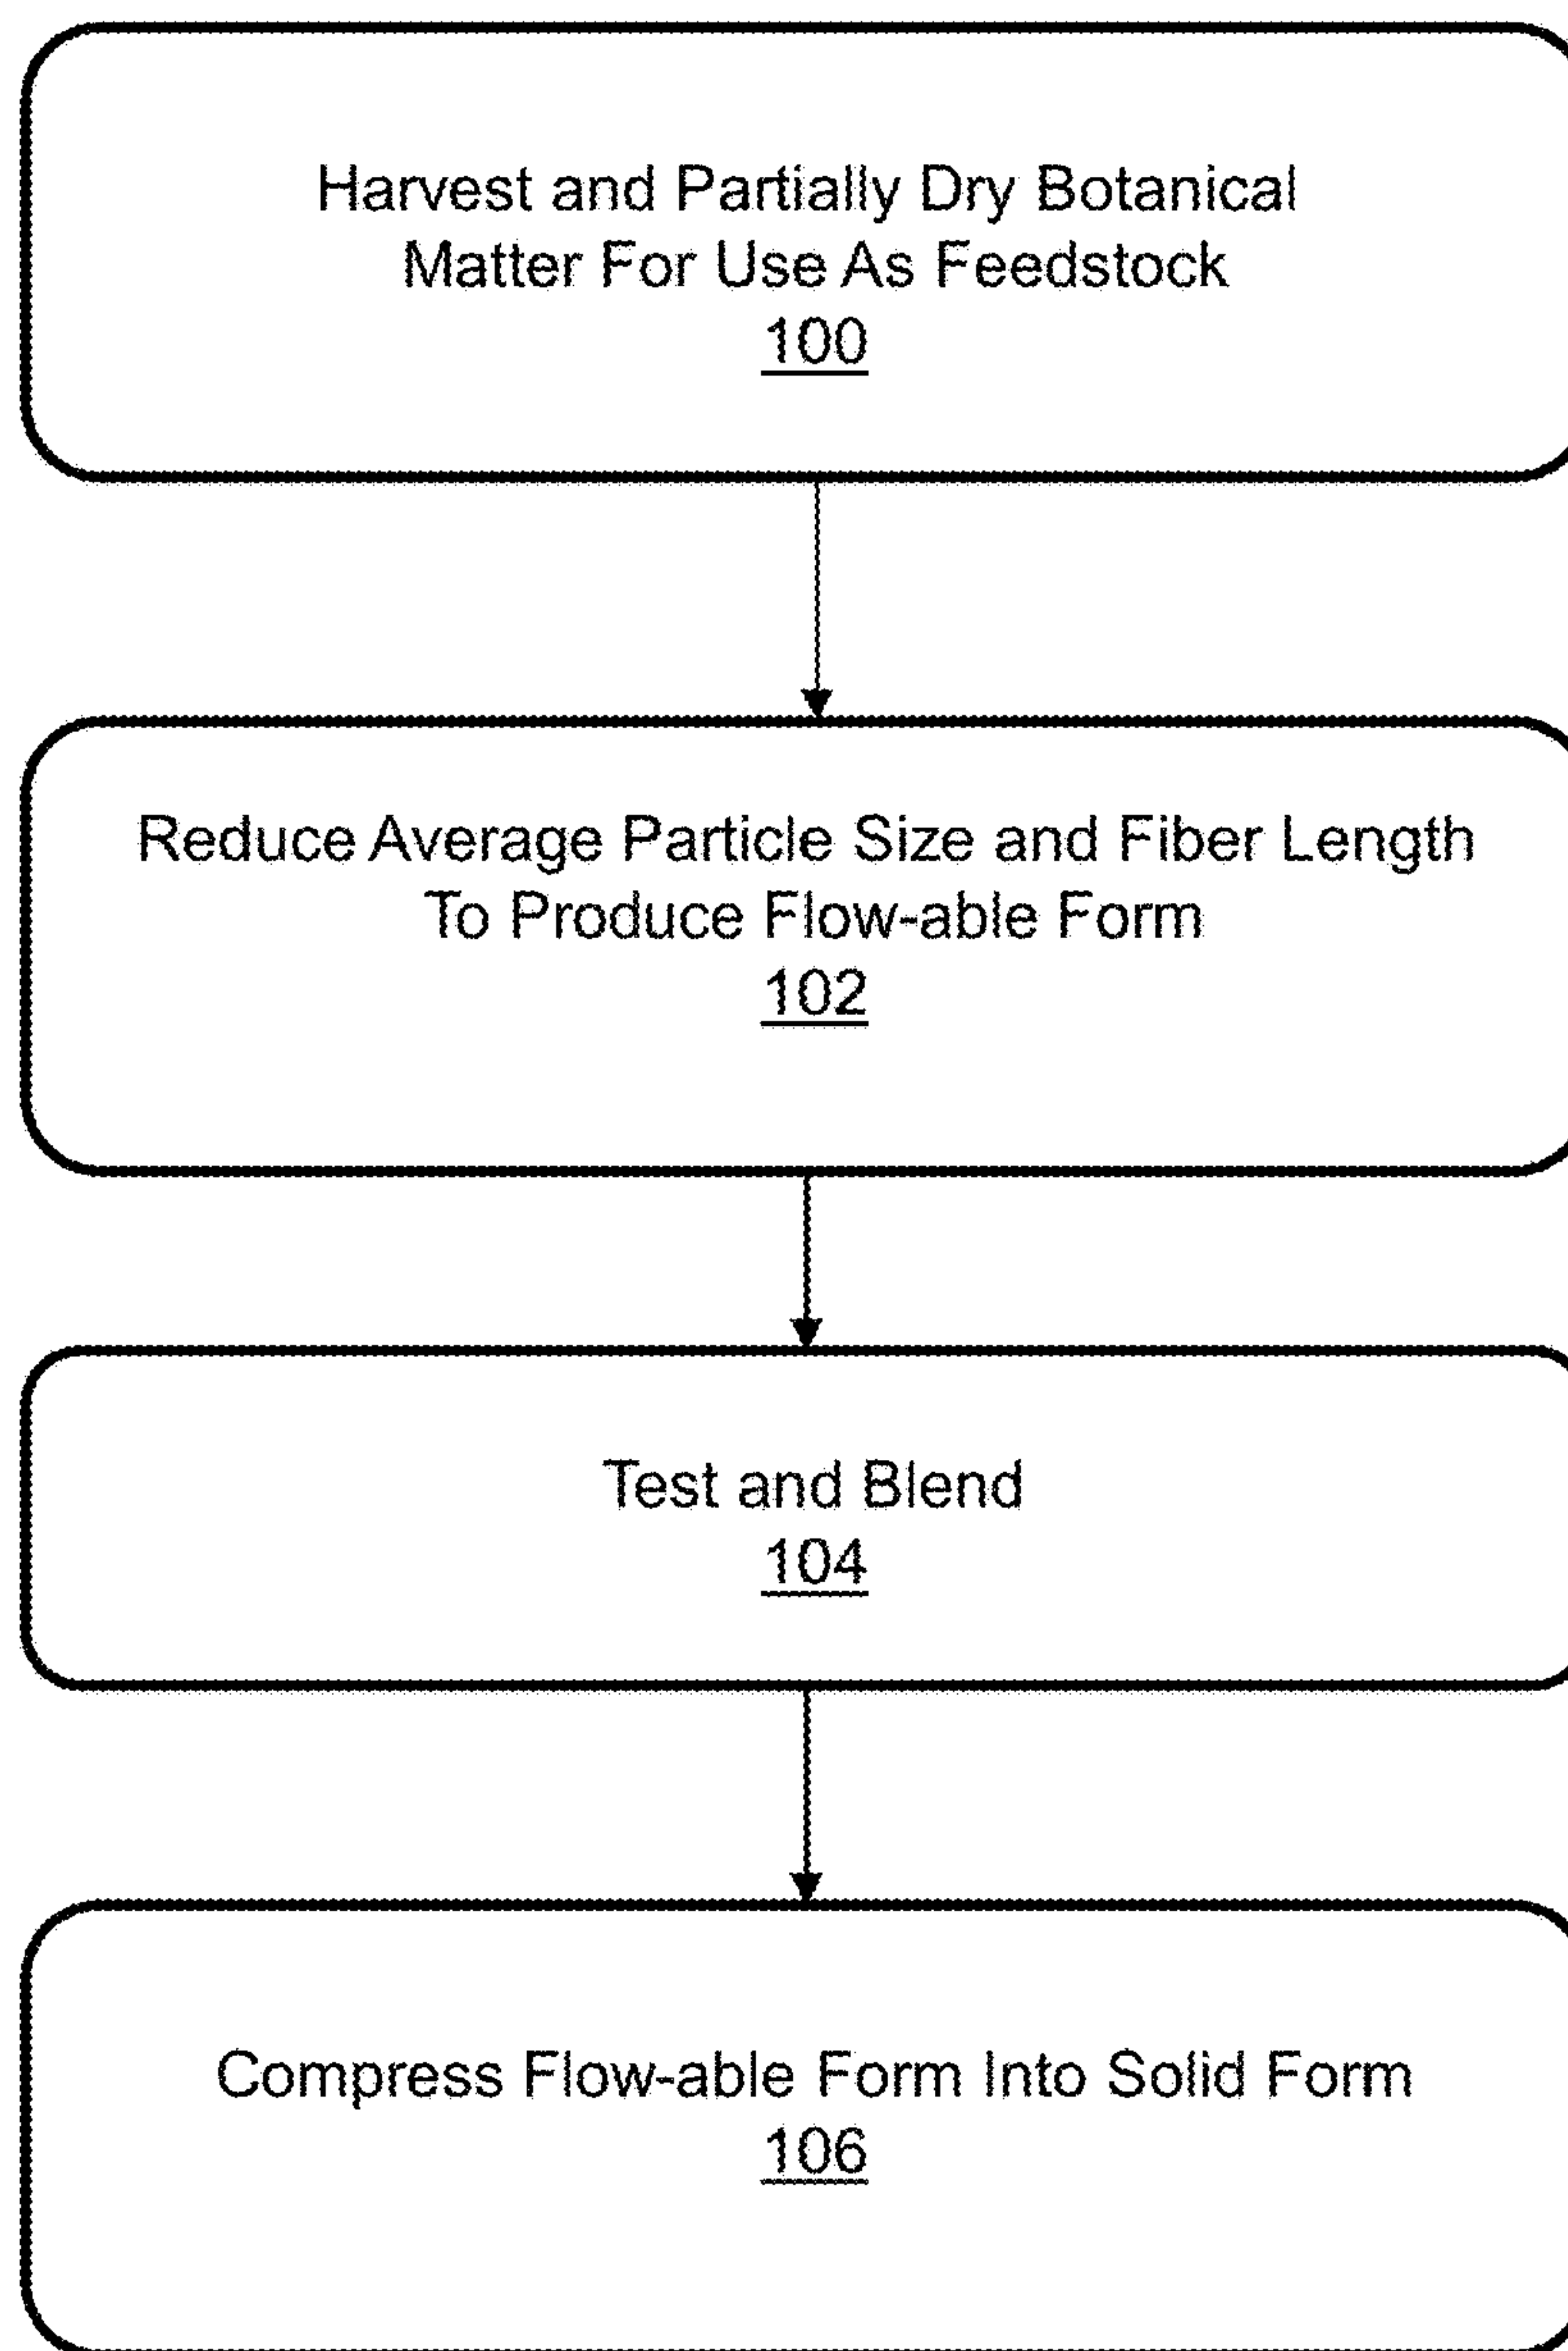 Harvest and Partially Dry Botanical
Matter For Use As Feedstock
100
Reduce Average Particle Size and Fiber Length
To Produce Flow-able Form
102
Test and Blend
104
Compress Flow-able Form Into Solid Form
106